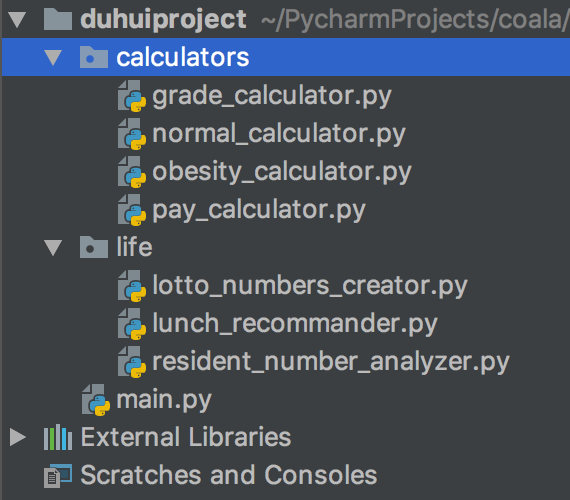 duhuiproject ~/PycharmProjects/coala/
calculators
grade_calculator.py
normal_calculator.py
obesity_calculator.py
pay_calculator.py
life
lotto_numbers_creator.py
lunch_recommander.py
resident_number_analyzer.py
main.py
External Libraries
Scratches and Consoles